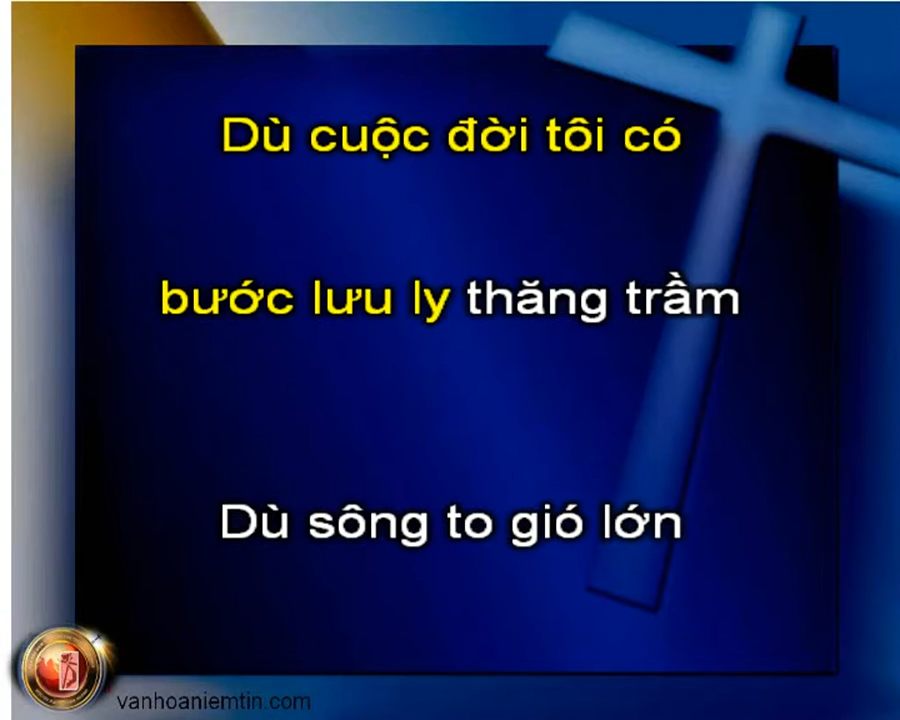 Dù cuộc đời tôi có
bước lưu ly thăng trầm
Dù sông to gió lớn
vanhoaniemtin.com